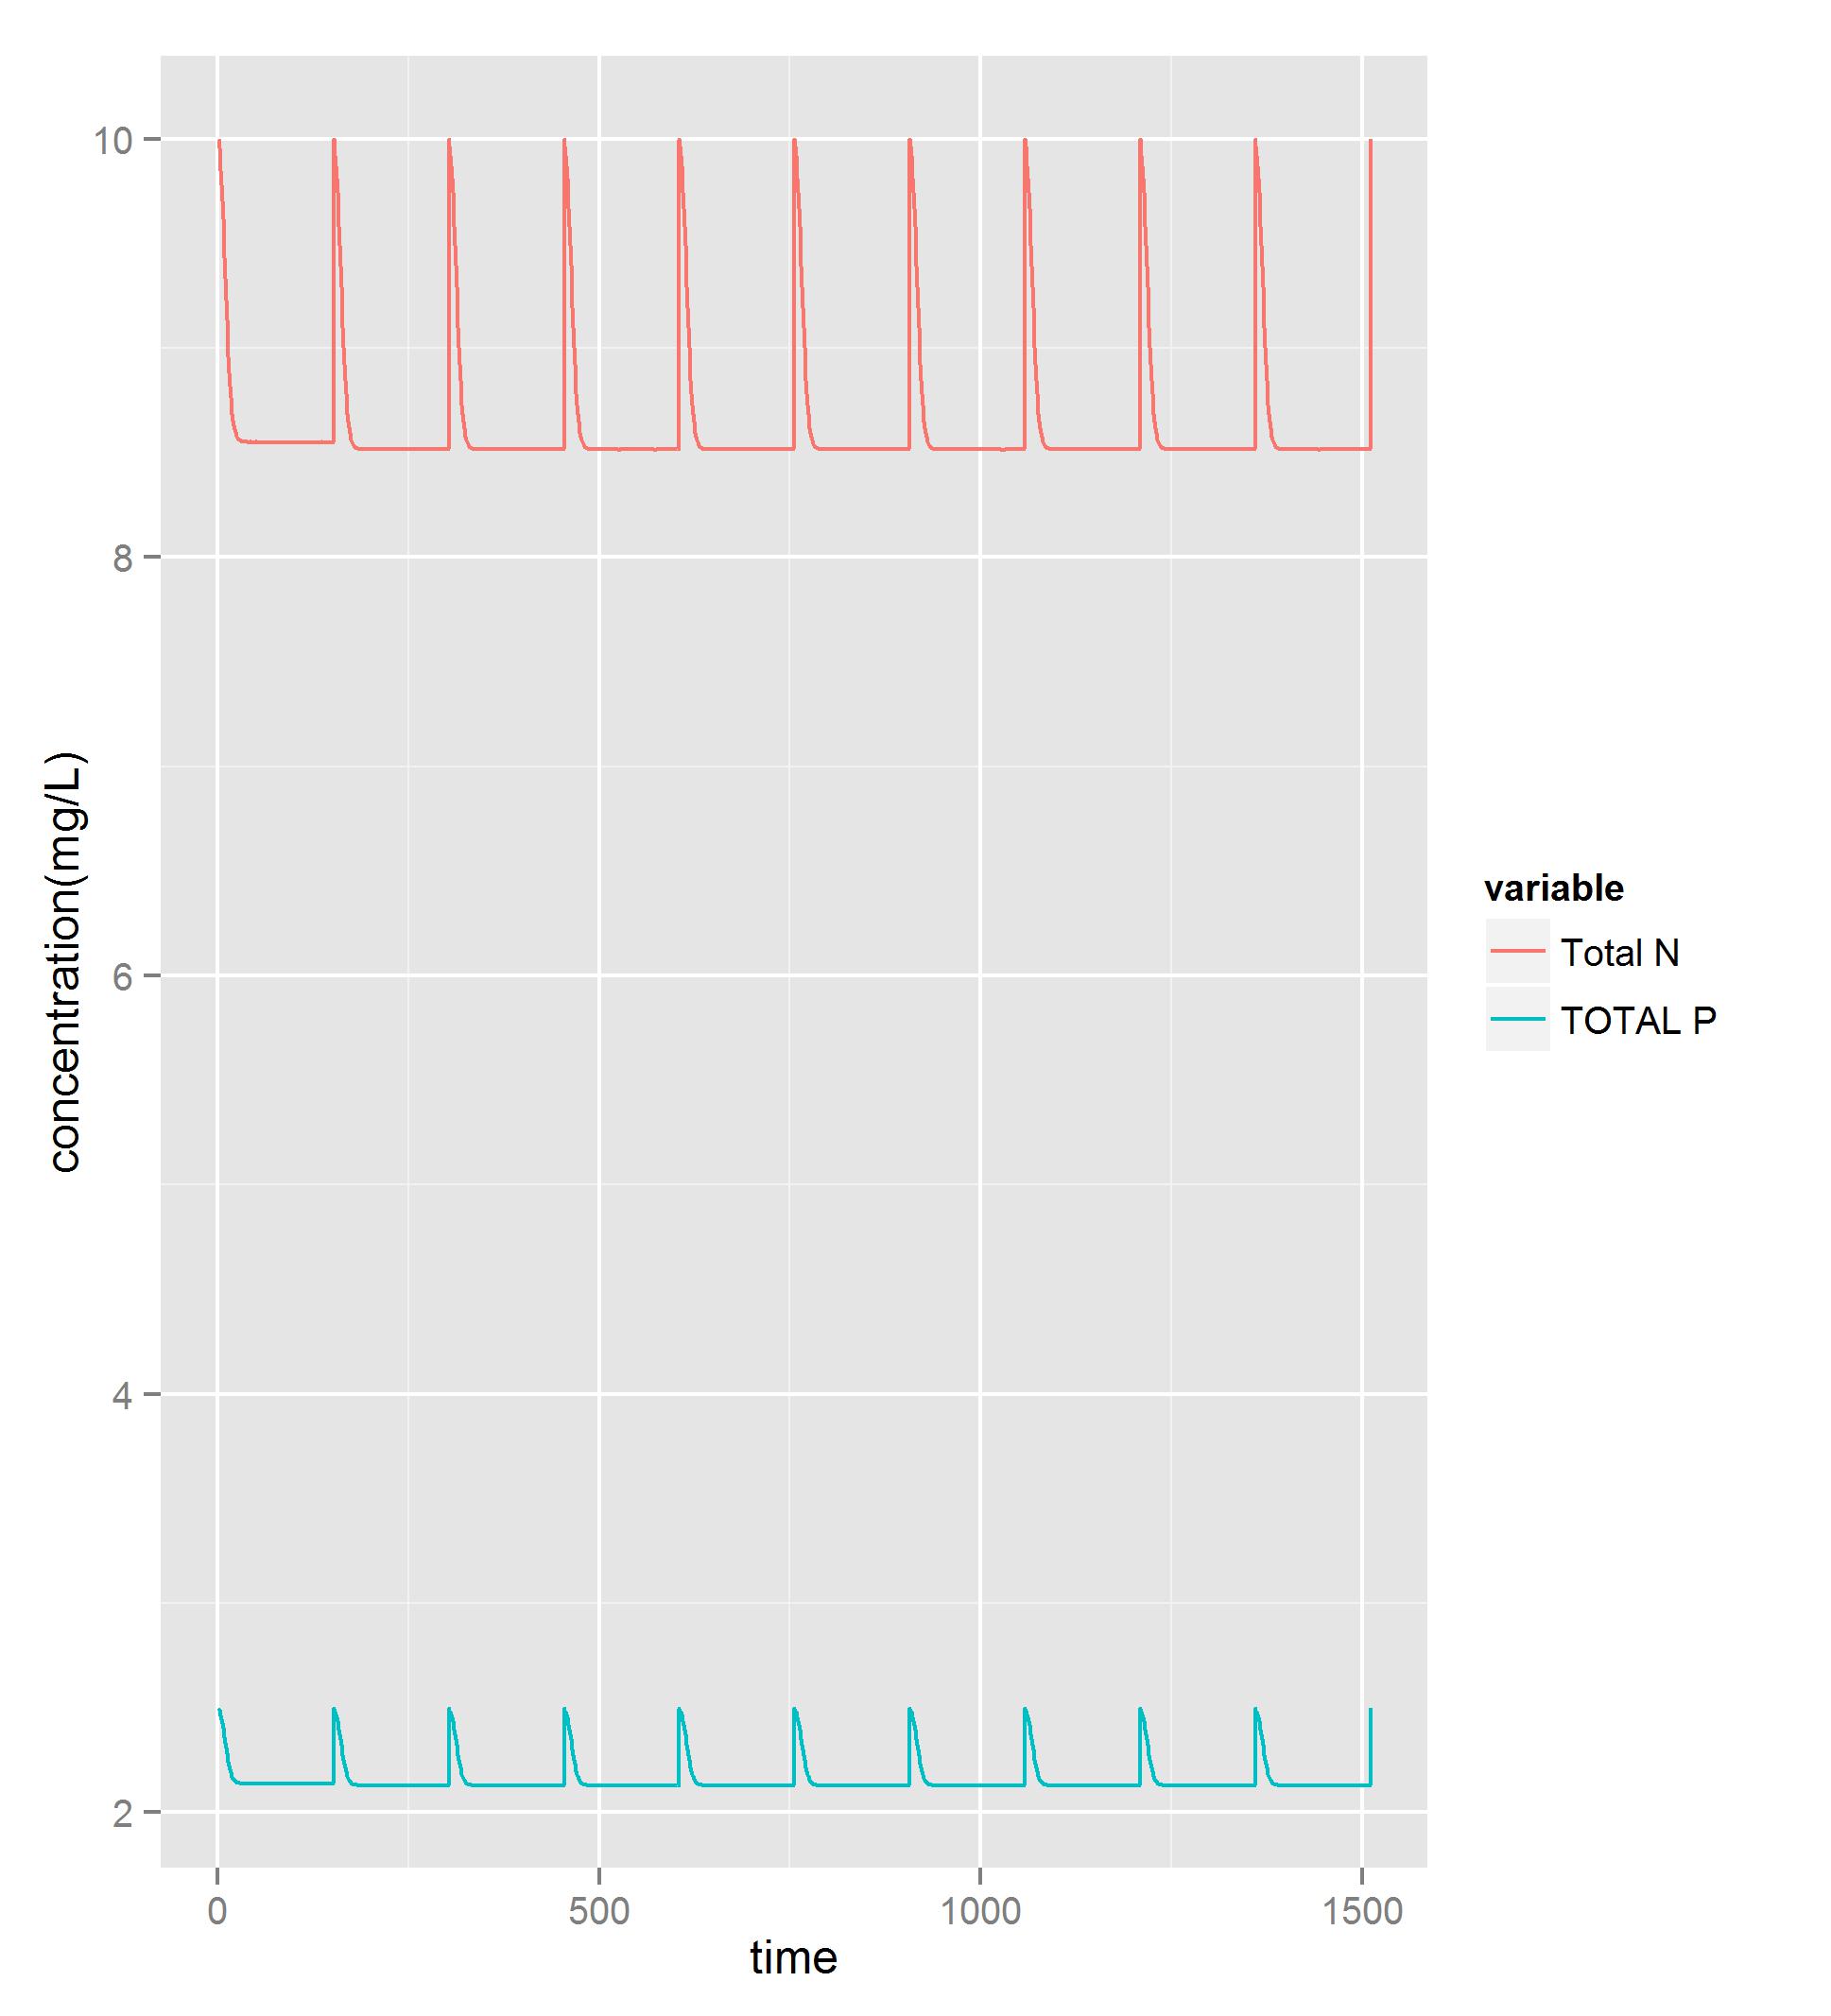 10
8
6
4
2
concentration(mg/L)
0
500
1000
1500
time
variable
Total N
TOTAL P